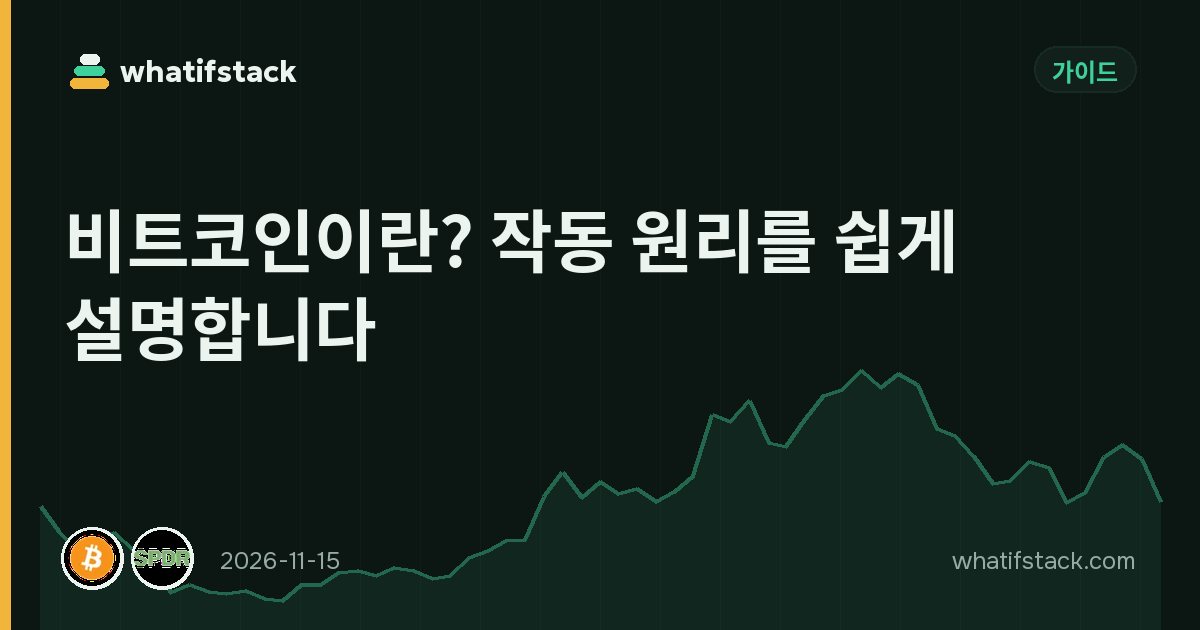 whatifstack
가이드
비트코인이란? 작동 원리를 쉽게
설명합니다
SPDR
2026-11-15
whatifstack.com